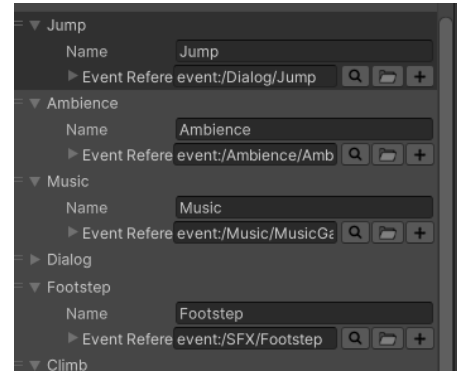 Jump
Name Jump
Event Refere event:/Dialog/Jump
Ambience
Name Ambience
Event Refere event:/Ambience/Amb
Music
Name Music
Event Refere event:/Music/MusicGa
Dialog
Footstep
Name Footstep
Event Refere event:/SFX/Footstep
Climb